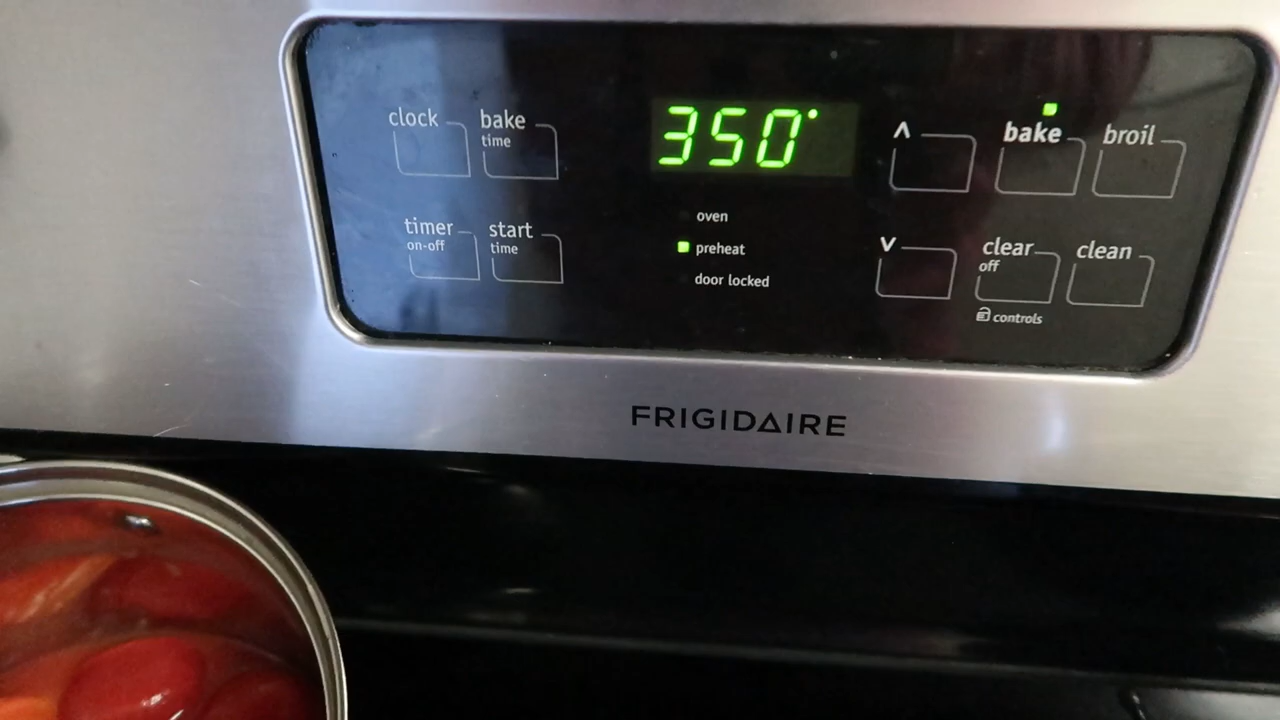 clock
bake
time
350°
^
bake
broil
timer
on-off
start
time
oven
preheat
door locked
v
clear
off
clean
controls
FRIGIDAIRE